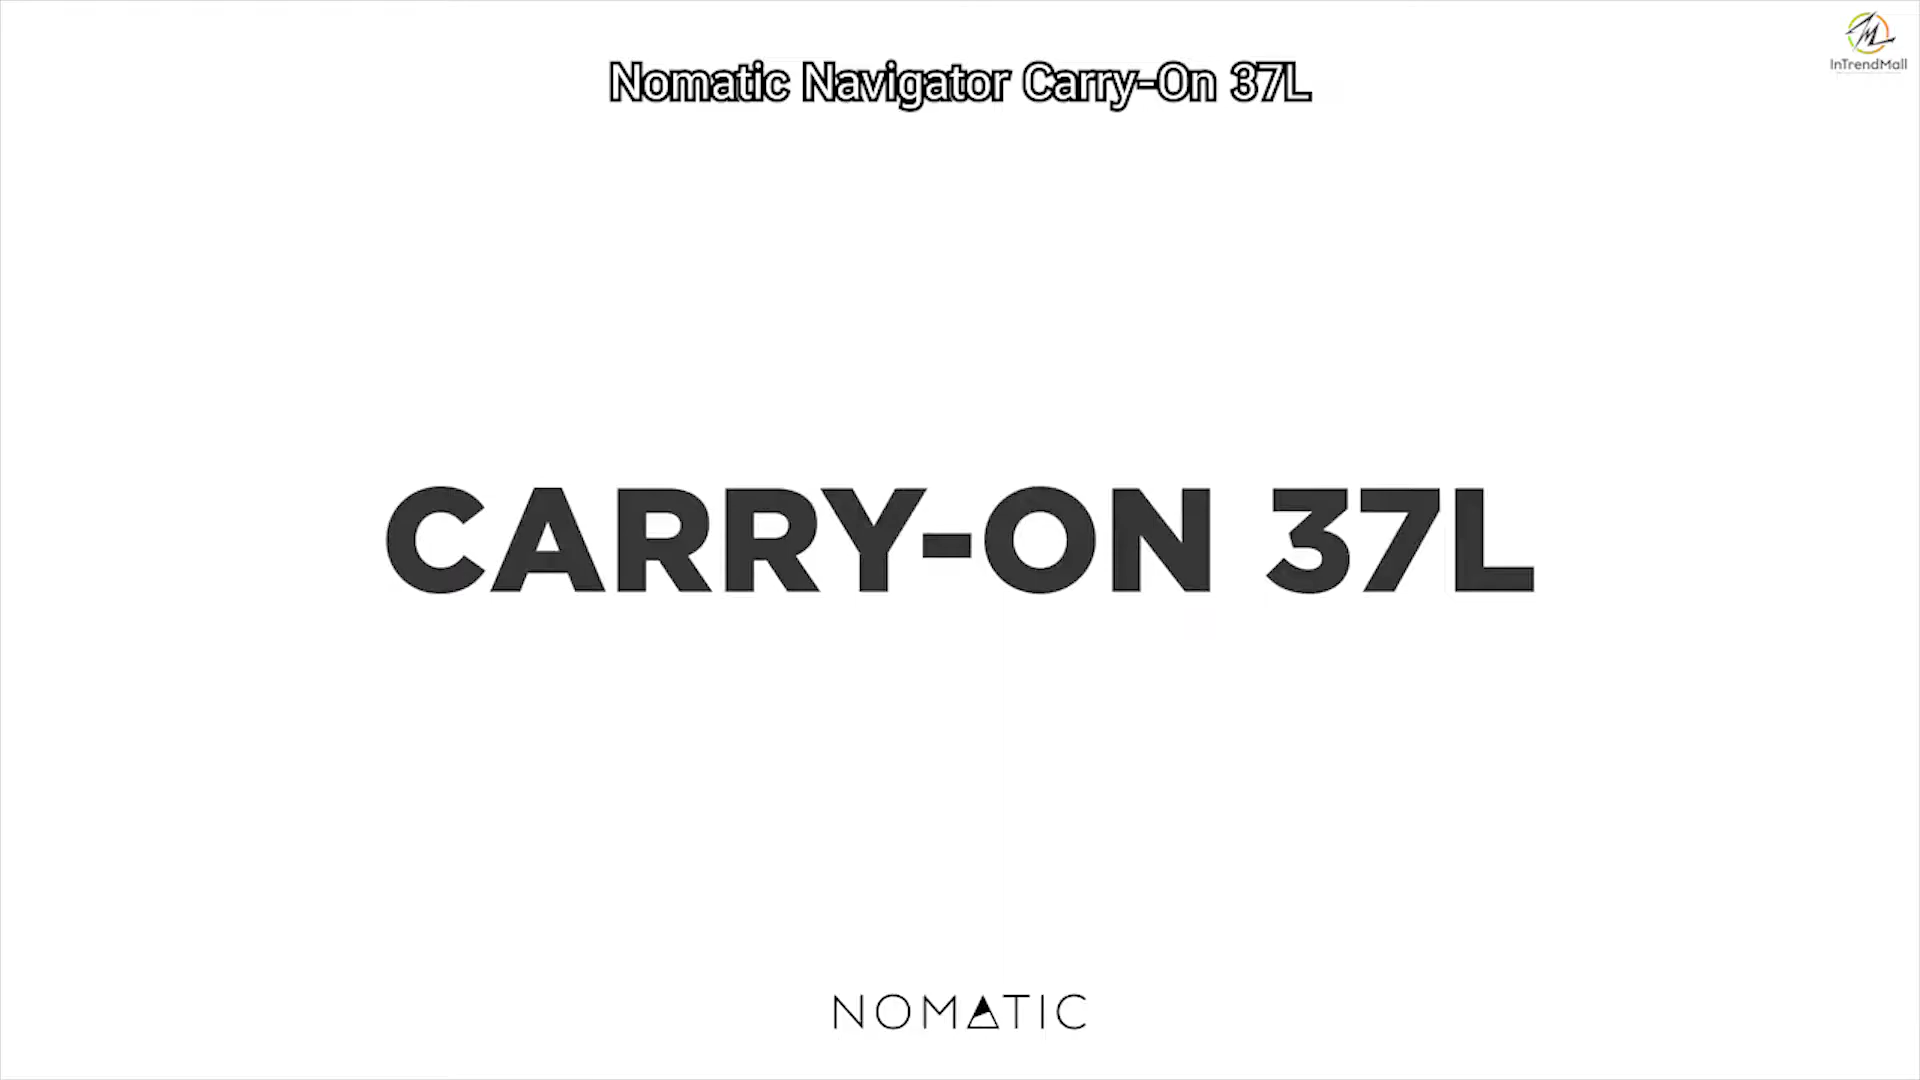 Nomatic Navigator Carry-On 37L
InTrendMall
CARRY-ON 37L
NOMATIC